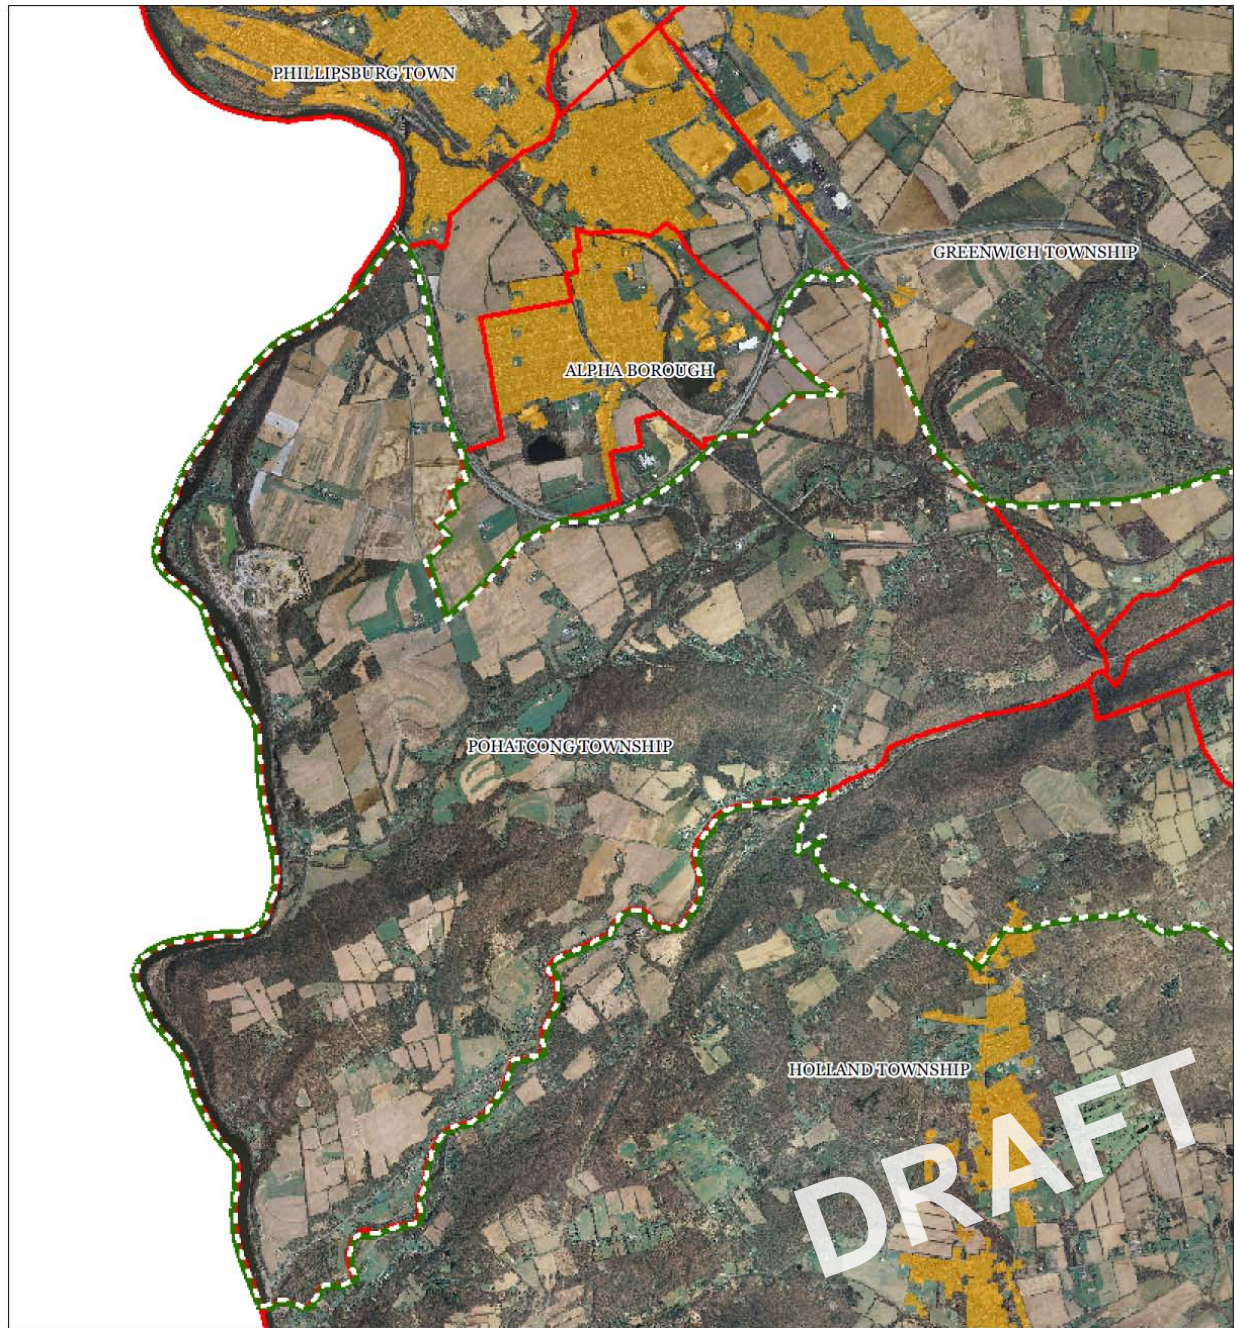 PHILLIPSBURG TOWN
GREENWICH TOWNSHIP
ALPHA BOROUGH
POHATCONG TOWNSHIP
HOLLAND TOWNSHIP
DRAFT